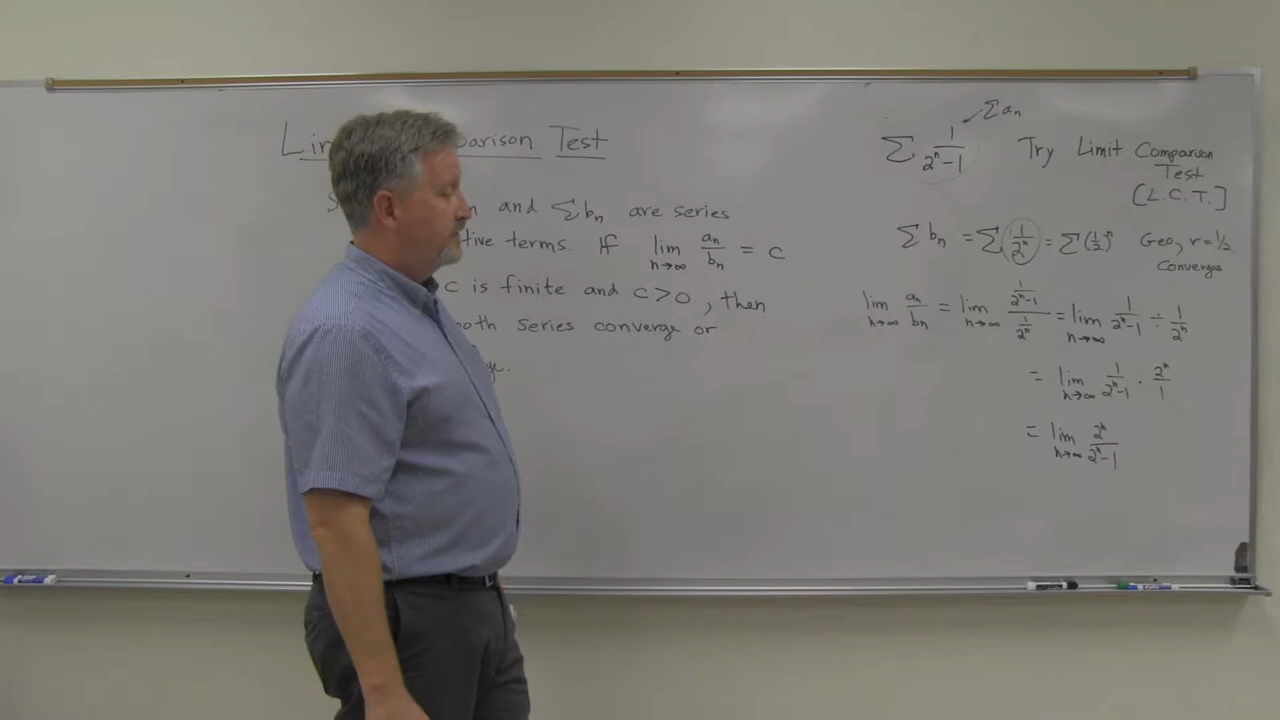 Lim parison Test
S n and Σbₙ are series
tive terms. If lim n→∞ aₙ/bₙ = c
c is finite and c>0, then
both series converge or
ge.
Σaₙ
Σ 1/(2ⁿ-1) Try Limit Comparison
Test
[L.C.T.]
Σ bₙ = Σ 1/2ⁿ = Σ(1/2)ⁿ Geo, r=1/2
Converges
lim n→∞ aₙ/bₙ = lim n→∞ (1/(2ⁿ-1))/(1/2ⁿ) = lim n→∞ 1/(2ⁿ-1) ÷ 1/2ⁿ
= lim n→∞ 1/(2ⁿ-1) · 2ⁿ/1
= lim n→∞ 2ⁿ/(2ⁿ-1)